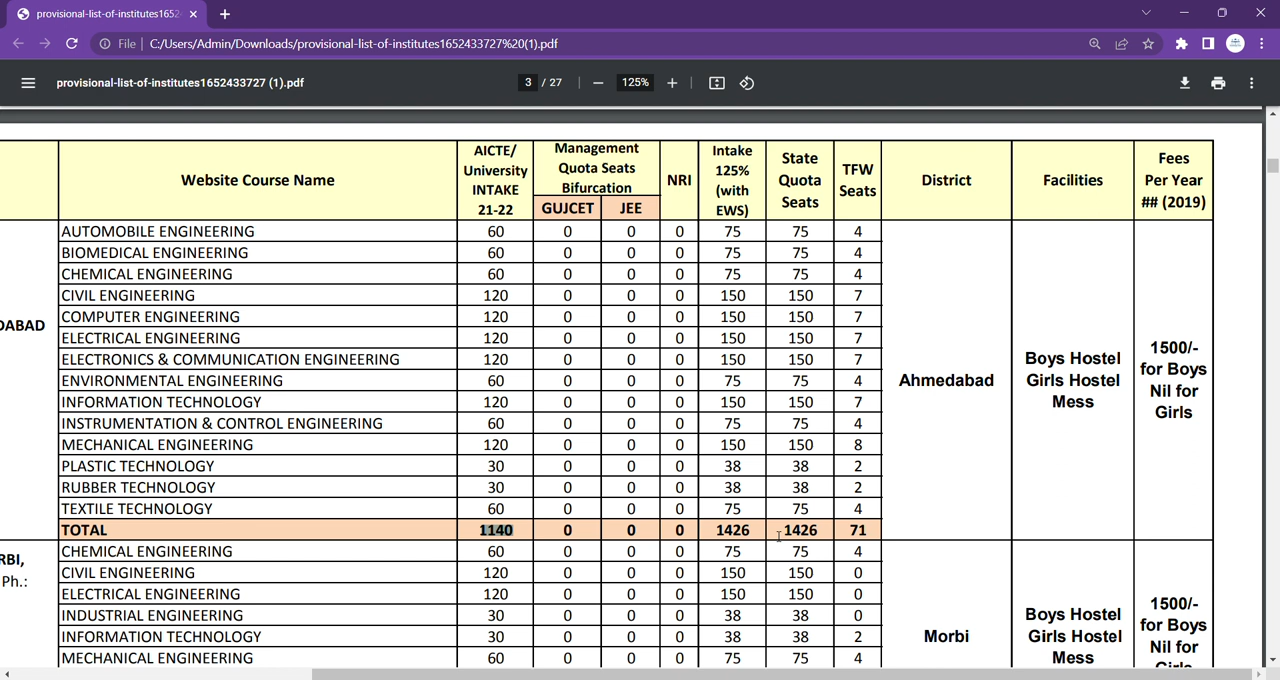 provisional-list-of-institutes1652
File
C:/Users/Admin/Downloads/provisional-list-of-institutes1652433727%20(1).pdf
provisional-list-of-institutes1652433727 (1).pdf
3 / 27
125%
Website Course Name
AICTE/ University INTAKE 21-22
Management Quota Seats Bifurcation
GUJCET JEE
NRI
Intake 125% (with EWS)
State Quota Seats
TFW Seats
District
Facilities
Fees Per Year ## (2019)
AUTOMOBILE ENGINEERING 60 0 0 0 75 75 4
BIOMEDICAL ENGINEERING 60 0 0 0 75 75 4
CHEMICAL ENGINEERING 60 0 0 0 75 75 4
CIVIL ENGINEERING 120 0 0 0 150 150 7
COMPUTER ENGINEERING 120 0 0 0 150 150 7
DABAD
ELECTRICAL ENGINEERING 120 0 0 0 150 150 7
ELECTRONICS & COMMUNICATION ENGINEERING 120 0 0 0 150 150 7
ENVIRONMENTAL ENGINEERING 60 0 0 0 75 75 4
INFORMATION TECHNOLOGY 120 0 0 0 150 150 7
INSTRUMENTATION & CONTROL ENGINEERING 60 0 0 0 75 75 4
MECHANICAL ENGINEERING 120 0 0 0 150 150 8
PLASTIC TECHNOLOGY 30 0 0 0 38 38 2
RUBBER TECHNOLOGY 30 0 0 0 38 38 2
TEXTILE TECHNOLOGY 60 0 0 0 75 75 4
TOTAL 1140 0 0 0 1426 1426 71
Ahmedabad
Boys Hostel
Girls Hostel
Mess
1500/-
for Boys
Nil for
Girls
RBI,
Ph.:
CHEMICAL ENGINEERING 60 0 0 0 75 75 4
CIVIL ENGINEERING 120 0 0 0 150 150 0
ELECTRICAL ENGINEERING 120 0 0 0 150 150 0
INDUSTRIAL ENGINEERING 30 0 0 0 38 38 0
INFORMATION TECHNOLOGY 30 0 0 0 38 38 2
MECHANICAL ENGINEERING 60 0 0 0 75 75 4
Morbi
Boys Hostel
Girls Hostel
Mess
1500/-
for Boys
Nil for